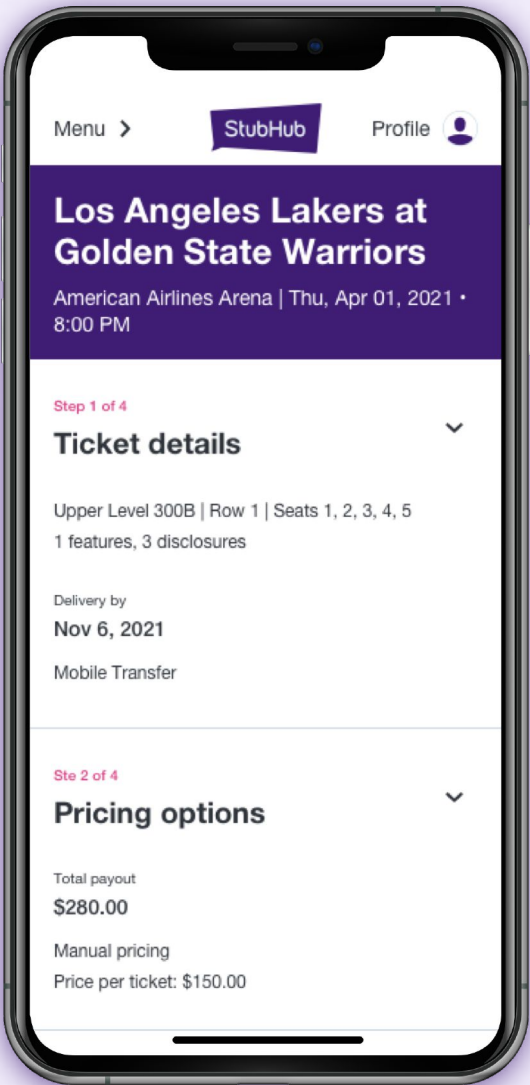 Menu
StubHub
Profile
Los Angeles Lakers at
Golden State Warriors
American Airlines Arena | Thu, Apr 01, 2021 •
8:00 PM
Step 1 of 4
Ticket details
Upper Level 300B | Row 1 | Seats 1, 2, 3, 4, 5
1 features, 3 disclosures
Delivery by
Nov 6, 2021
Mobile Transfer
Ste 2 of 4
Pricing options
Total payout
$280.00
Manual pricing
Price per ticket: $150.00